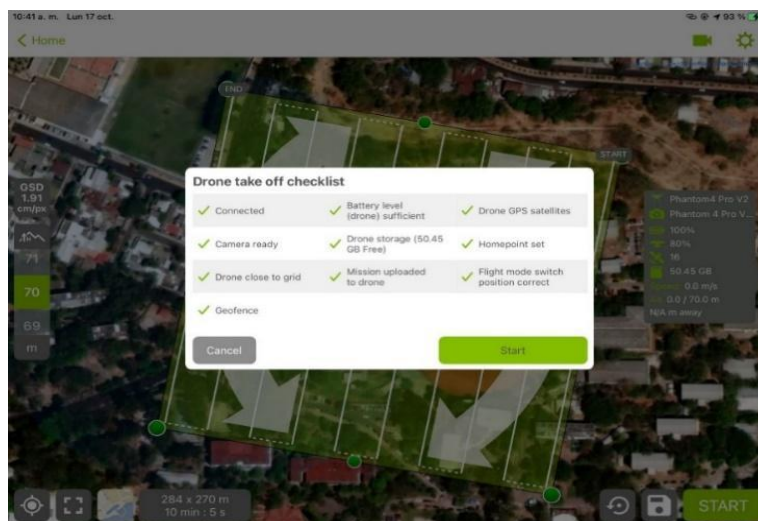 10:41 a. m. Lun 17 oct.
93 %
Home
END
START
GSD
1.91
cm/px
71
70
69
m
Drone take off checklist
Connected
Battery level
(drone) sufficient
Drone GPS satellites
Camera ready
Drone storage (50.45
GB Free)
Homepoint set
Drone close to grid
Mission uploaded
to drone
Flight mode switch
position correct
Geofence
Cancel
Start
Phantom4 Pro V2
Phantom 4 Pro V...
100%
80%
16
50.45 GB
0.0 m/s
0.0 / 70.0 m
N/A m away
284 x 270 m
10 min : 5 s
START